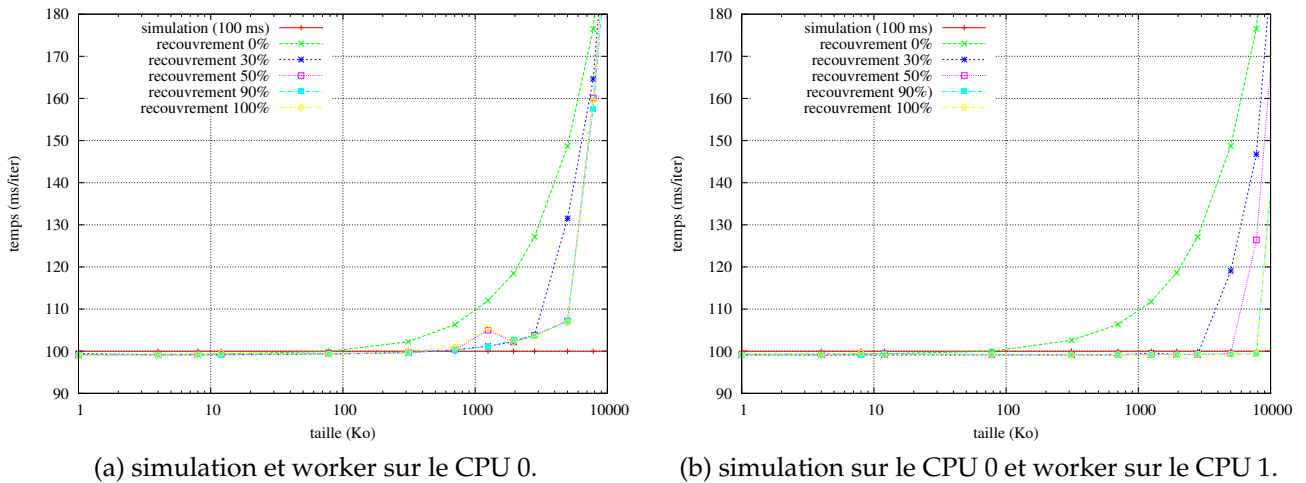 180
170
160
150
140
130
120
110
100
90
temps (ms/iter)
simulation (100 ms)
recouvrement 0%
recouvrement 30%
recouvrement 50%
recouvrement 90%
recouvrement 100%
1 10 100 1000 10000
taille (Ko)
(a) simulation et worker sur le CPU 0.
180
170
160
150
140
130
120
110
100
90
temps (ms/iter)
simulation (100 ms)
recouvrement 0%
recouvrement 30%
recouvrement 50%
recouvrement 90%)
recouvrement 100%
1 10 100 1000 10000
taille (Ko)
(b) simulation sur le CPU 0 et worker sur le CPU 1.